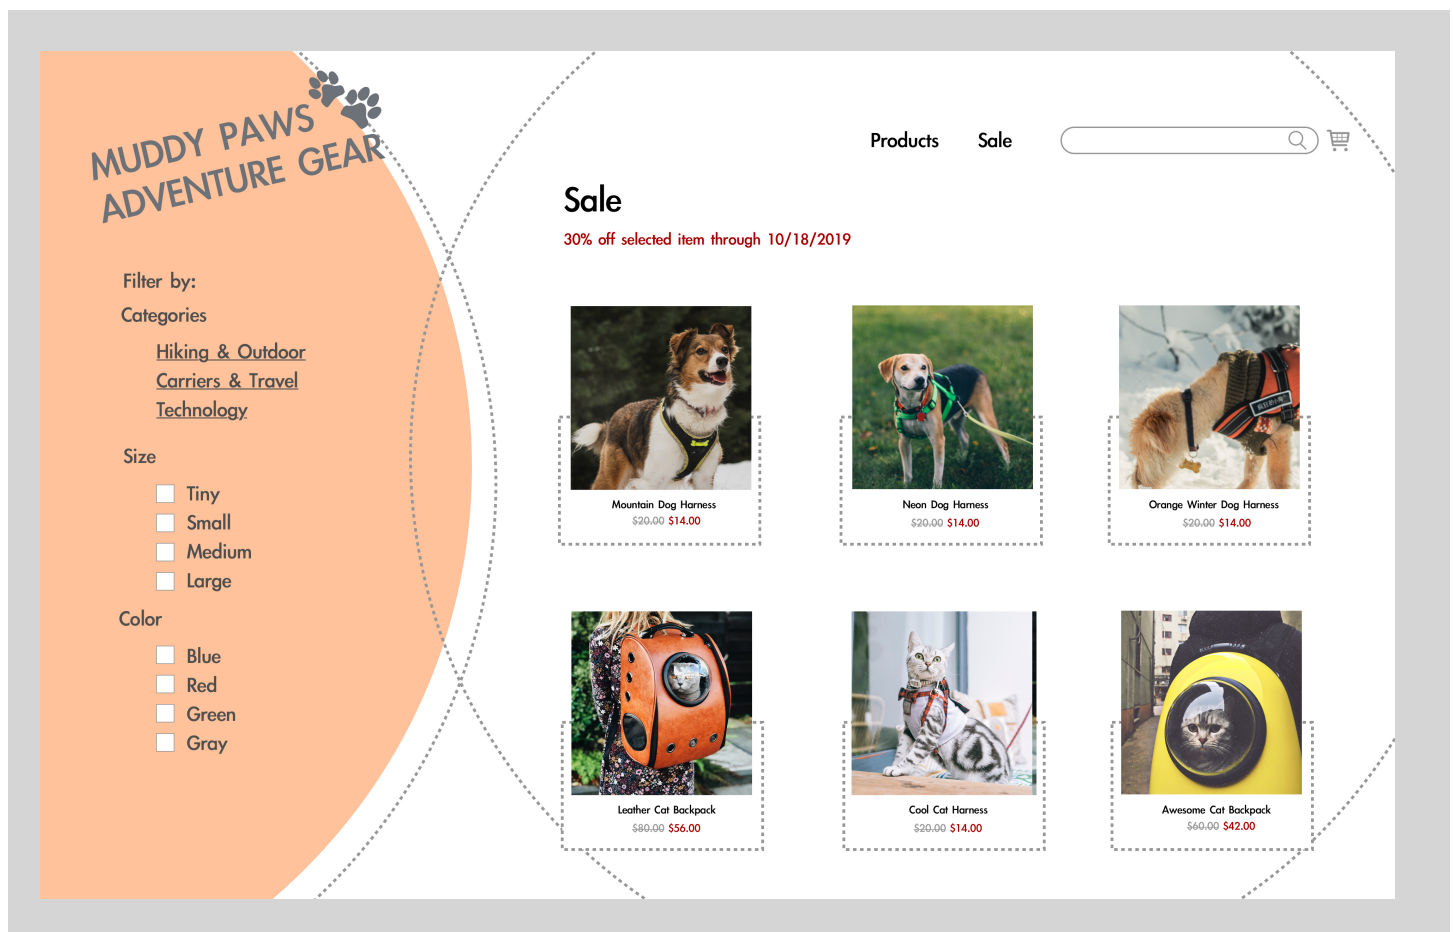 MUDDY PAWS
ADVENTURE GEAR
Products
Sale
Sale
30% off selected item through 10/18/2019
Filter by:
Categories
Hiking & Outdoor
Carriers & Travel
Technology
Size
Tiny
Small
Medium
Large
Color
Blue
Red
Green
Gray
Mountain Dog Harness
$20.00 $14.00
Neon Dog Harness
$20.00 $14.00
Orange Winter Dog Harness
$20.00 $14.00
Leather Cat Backpack
$80.00 $56.00
Cool Cat Harness
$20.00 $14.00
Awesome Cat Backpack
$60.00 $42.00